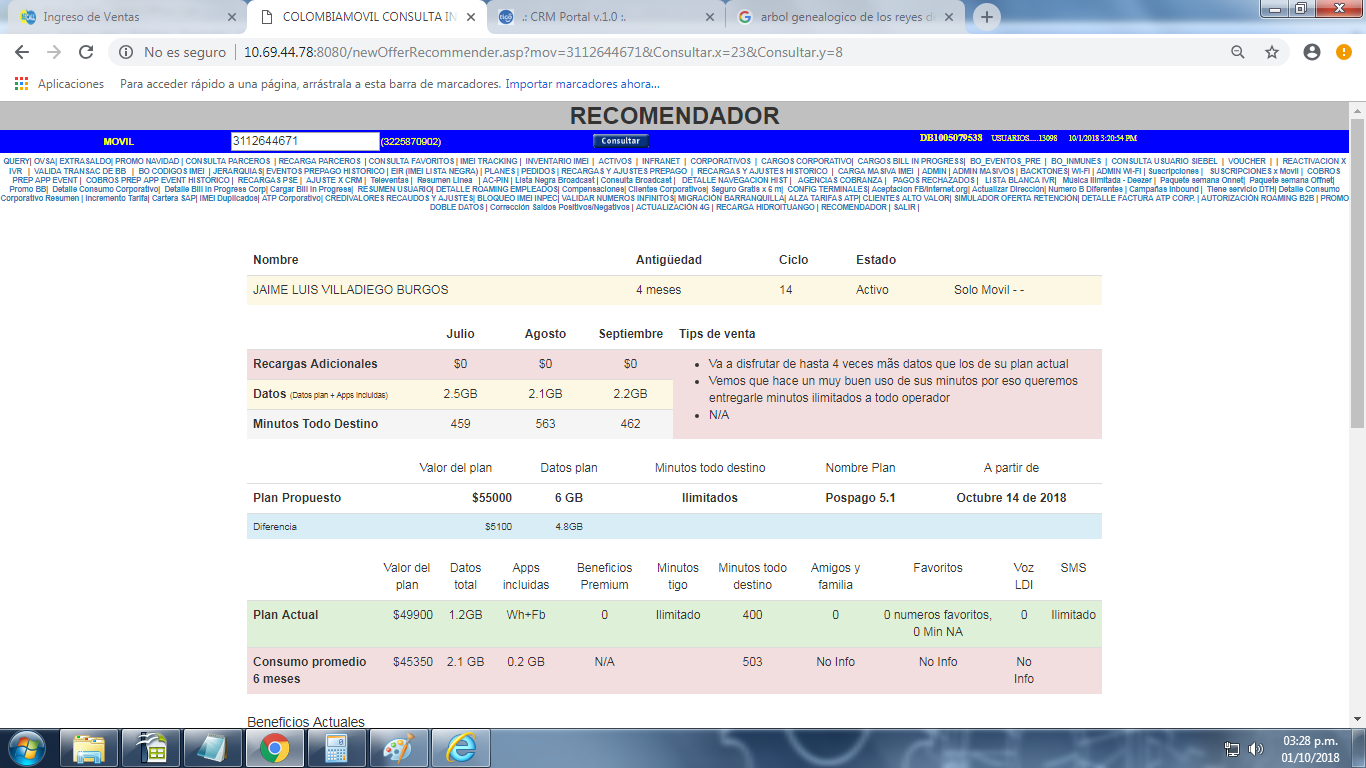 Ingreso de Ventas
COLOMBIAMOVIL CONSULTA IN
.: CRM Portal v.1.0 :.
arbol genealogico de los reyes d
No es seguro | 10.69.44.78:8080/newOfferRecommender.asp?mov=3112644671&Consultar.x=23&Consultar.y=8
Aplicaciones Para acceder rápido a una página, arrástrala a esta barra de marcadores. Importar marcadores ahora...
RECOMENDADOR
MOVIL 3112644671 (3225870902) Consultar DB1005079538 USUARIOS.....13098 10/1/2018 3:20:54 PM
QUERY| OVSA| EXTRASALDO| PROMO NAVIDAD | CONSULTA PARCEROS | RECARGA PARCEROS | CONSULTA FAVORITOS | IMEI TRACKING | INVENTARIO IMEI | ACTIVOS | INFRANET | CORPORATIVOS | CARGOS CORPORATIVO| CARGOS BILL IN PROGRESS| BO_EVENTOS_PRE | BO_INMUNES | CONSULTA USUARIO SIEBEL | VOUCHER | | REACTIVACION X
IVR | VALIDA TRANSAC DE BB | BO CODIGOS IMEI | JERARQUIAS| EVENTOS PREPAGO HISTORICO | EIR (IMEI LISTA NEGRA) | PLANES | PEDIDOS | RECARGAS Y AJUSTES PREPAGO | RECARGAS Y AJUSTES HISTORICO | CARGA MASIVA IMEI | ADMIN | ADMIN MASIVOS | BACKTONES| WI-FI | ADMIN WI-FI | Suscripciones | SUSCRIPCIONES x Movil | COBROS
PREP APP EVENT | COBROS PREP APP EVENT HISTORICO | RECARGAS PSE | AJUSTE X CRM | Televentas | Resumen Linea | AC-PIN | Lista Negra Broadcast | Consulta Broadcast | DETALLE NAVEGACION HIST | AGENCIAS COBRANZA | PAGOS RECHAZADOS | LISTA BLANCA IVR| Música Ilimitada - Deezer | Paquete semana Onnet| Paquete semana Offnet|
Promo BB| Detalle Consumo Corporativo| Detalle Bill In Progress Corp| Cargar Bill In Progress| RESUMEN USUARIO| DETALLE ROAMING EMPLEADOS| Compensaciones| Clientes Corporativos| Seguro Gratis x 6 m| CONFIG TERMINALES| Aceptacion FB/Internet.org| Actualizar Dirección| Numero B Diferentes | Campañas Inbound | Tiene servicio DTH| Detalle Consumo
Corporativo Resumen | Incremento Tarifa| Cartera SAP| IMEI Duplicados| ATP Corporativo| CREDIVALORES RECAUDOS Y AJUSTES| BLOQUEO IMEI INPEC| VALIDAR NUMEROS INFINITOS| MIGRACIÓN BARRANQUILLA| ALZA TARIFAS ATP| CLIENTES ALTO VALOR| SIMULADOR OFERTA RETENCIÓN| DETALLE FACTURA ATP CORP. | AUTORIZACIÓN ROAMING B2B | PROMO
DOBLE DATOS | Corrección Saldos Positivos/Negativos | ACTUALIZACIÓN 4G | RECARGA HIDROITUANGO | RECOMENDADOR | SALIR |
Nombre Antigüedad Ciclo Estado
JAIME LUIS VILLADIEGO BURGOS 4 meses 14 Activo Solo Movil - -
Julio Agosto Septiembre Tips de venta
Recargas Adicionales $0 $0 $0
Datos (Datos plan + Apps incluidas) 2.5GB 2.1GB 2.2GB
Minutos Todo Destino 459 563 462
• Va a disfrutar de hasta 4 veces mãs datos que los de su plan actual
• Vemos que hace un muy buen uso de sus minutos por eso queremos
entregarle minutos ilimitados a todo operador
• N/A
Valor del plan Datos plan Minutos todo destino Nombre Plan A partir de
Plan Propuesto $55000 6 GB Ilimitados Pospago 5.1 Octubre 14 de 2018
Diferencia $5100 4.8GB
Valor del Datos Apps Beneficios Minutos Minutos todo Amigos y Favoritos Voz SMS
plan total incluidas Premium tigo destino familia LDI
Plan Actual $49900 1.2GB Wh+Fb 0 Ilimitado 400 0 0 numeros favoritos, 0 Ilimitado
0 Min NA
Consumo promedio $45350 2.1 GB 0.2 GB N/A 503 No Info No Info No
6 meses Info
Beneficios Actuales
03:28 p.m.
01/10/2018